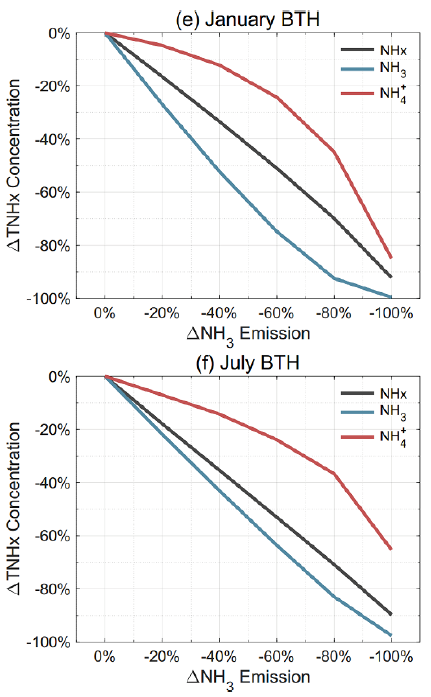 (e) January BTH
0%
-20%
-40%
-60%
-80%
-100%
ΔTNHx Concentration
NHx
NH₃
NH₄⁺
0% -20% -40% -60% -80% -100%
ΔNH₃ Emission
(f) July BTH
0%
-20%
-40%
-60%
-80%
-100%
ΔTNHx Concentration
NHx
NH₃
NH₄⁺
0% -20% -40% -60% -80% -100%
ΔNH₃ Emission